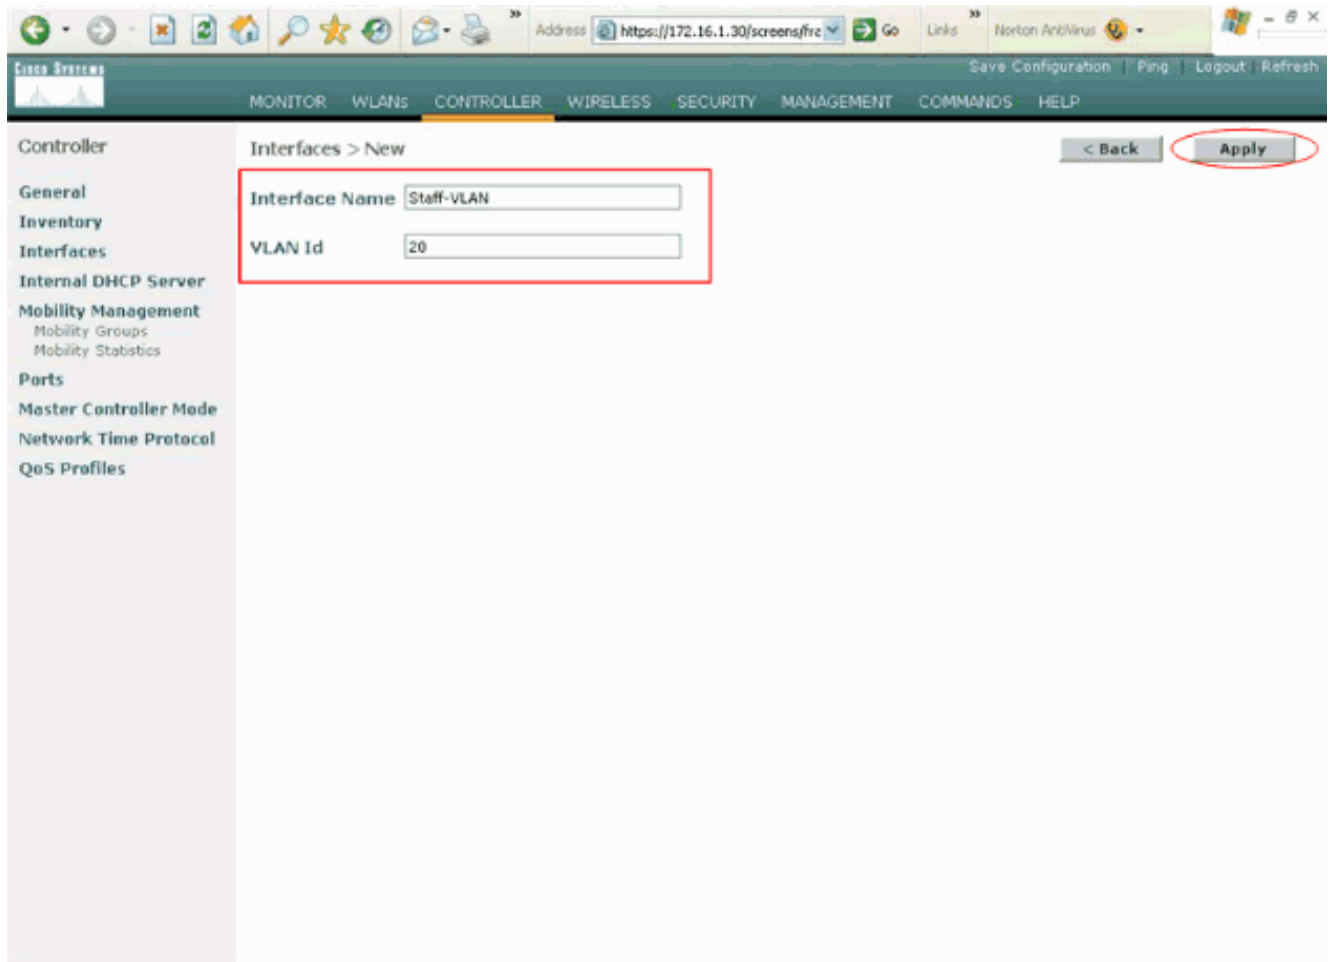 » Address https://172.16.1.30/screens/fra Go Links » Norton AntiVirus
CISCO SYSTEMS
Save Configuration | Ping | Logout Refresh
MONITOR WLANs CONTROLLER WIRELESS SECURITY MANAGEMENT COMMANDS HELP
Controller
General
Inventory
Interfaces
Internal DHCP Server
Mobility Management
Mobility Groups
Mobility Statistics
Ports
Master Controller Mode
Network Time Protocol
QoS Profiles
Interfaces > New
< Back
Apply
Interface Name Staff-VLAN
VLAN Id 20